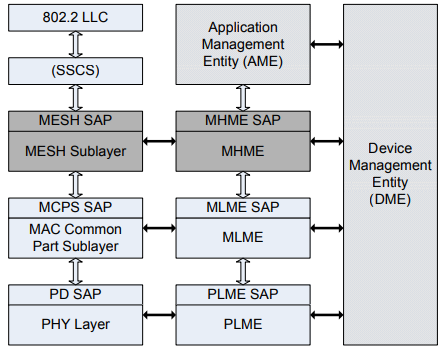 802.2 LLC
(SSCS)
MESH SAP
MESH Sublayer
MCPS SAP
MAC Common
Part Sublayer
PD SAP
PHY Layer
Application
Management
Entity (AME)
MHME SAP
MHME
MLME SAP
MLME
PLME SAP
PLME
Device
Management
Entity
(DME)